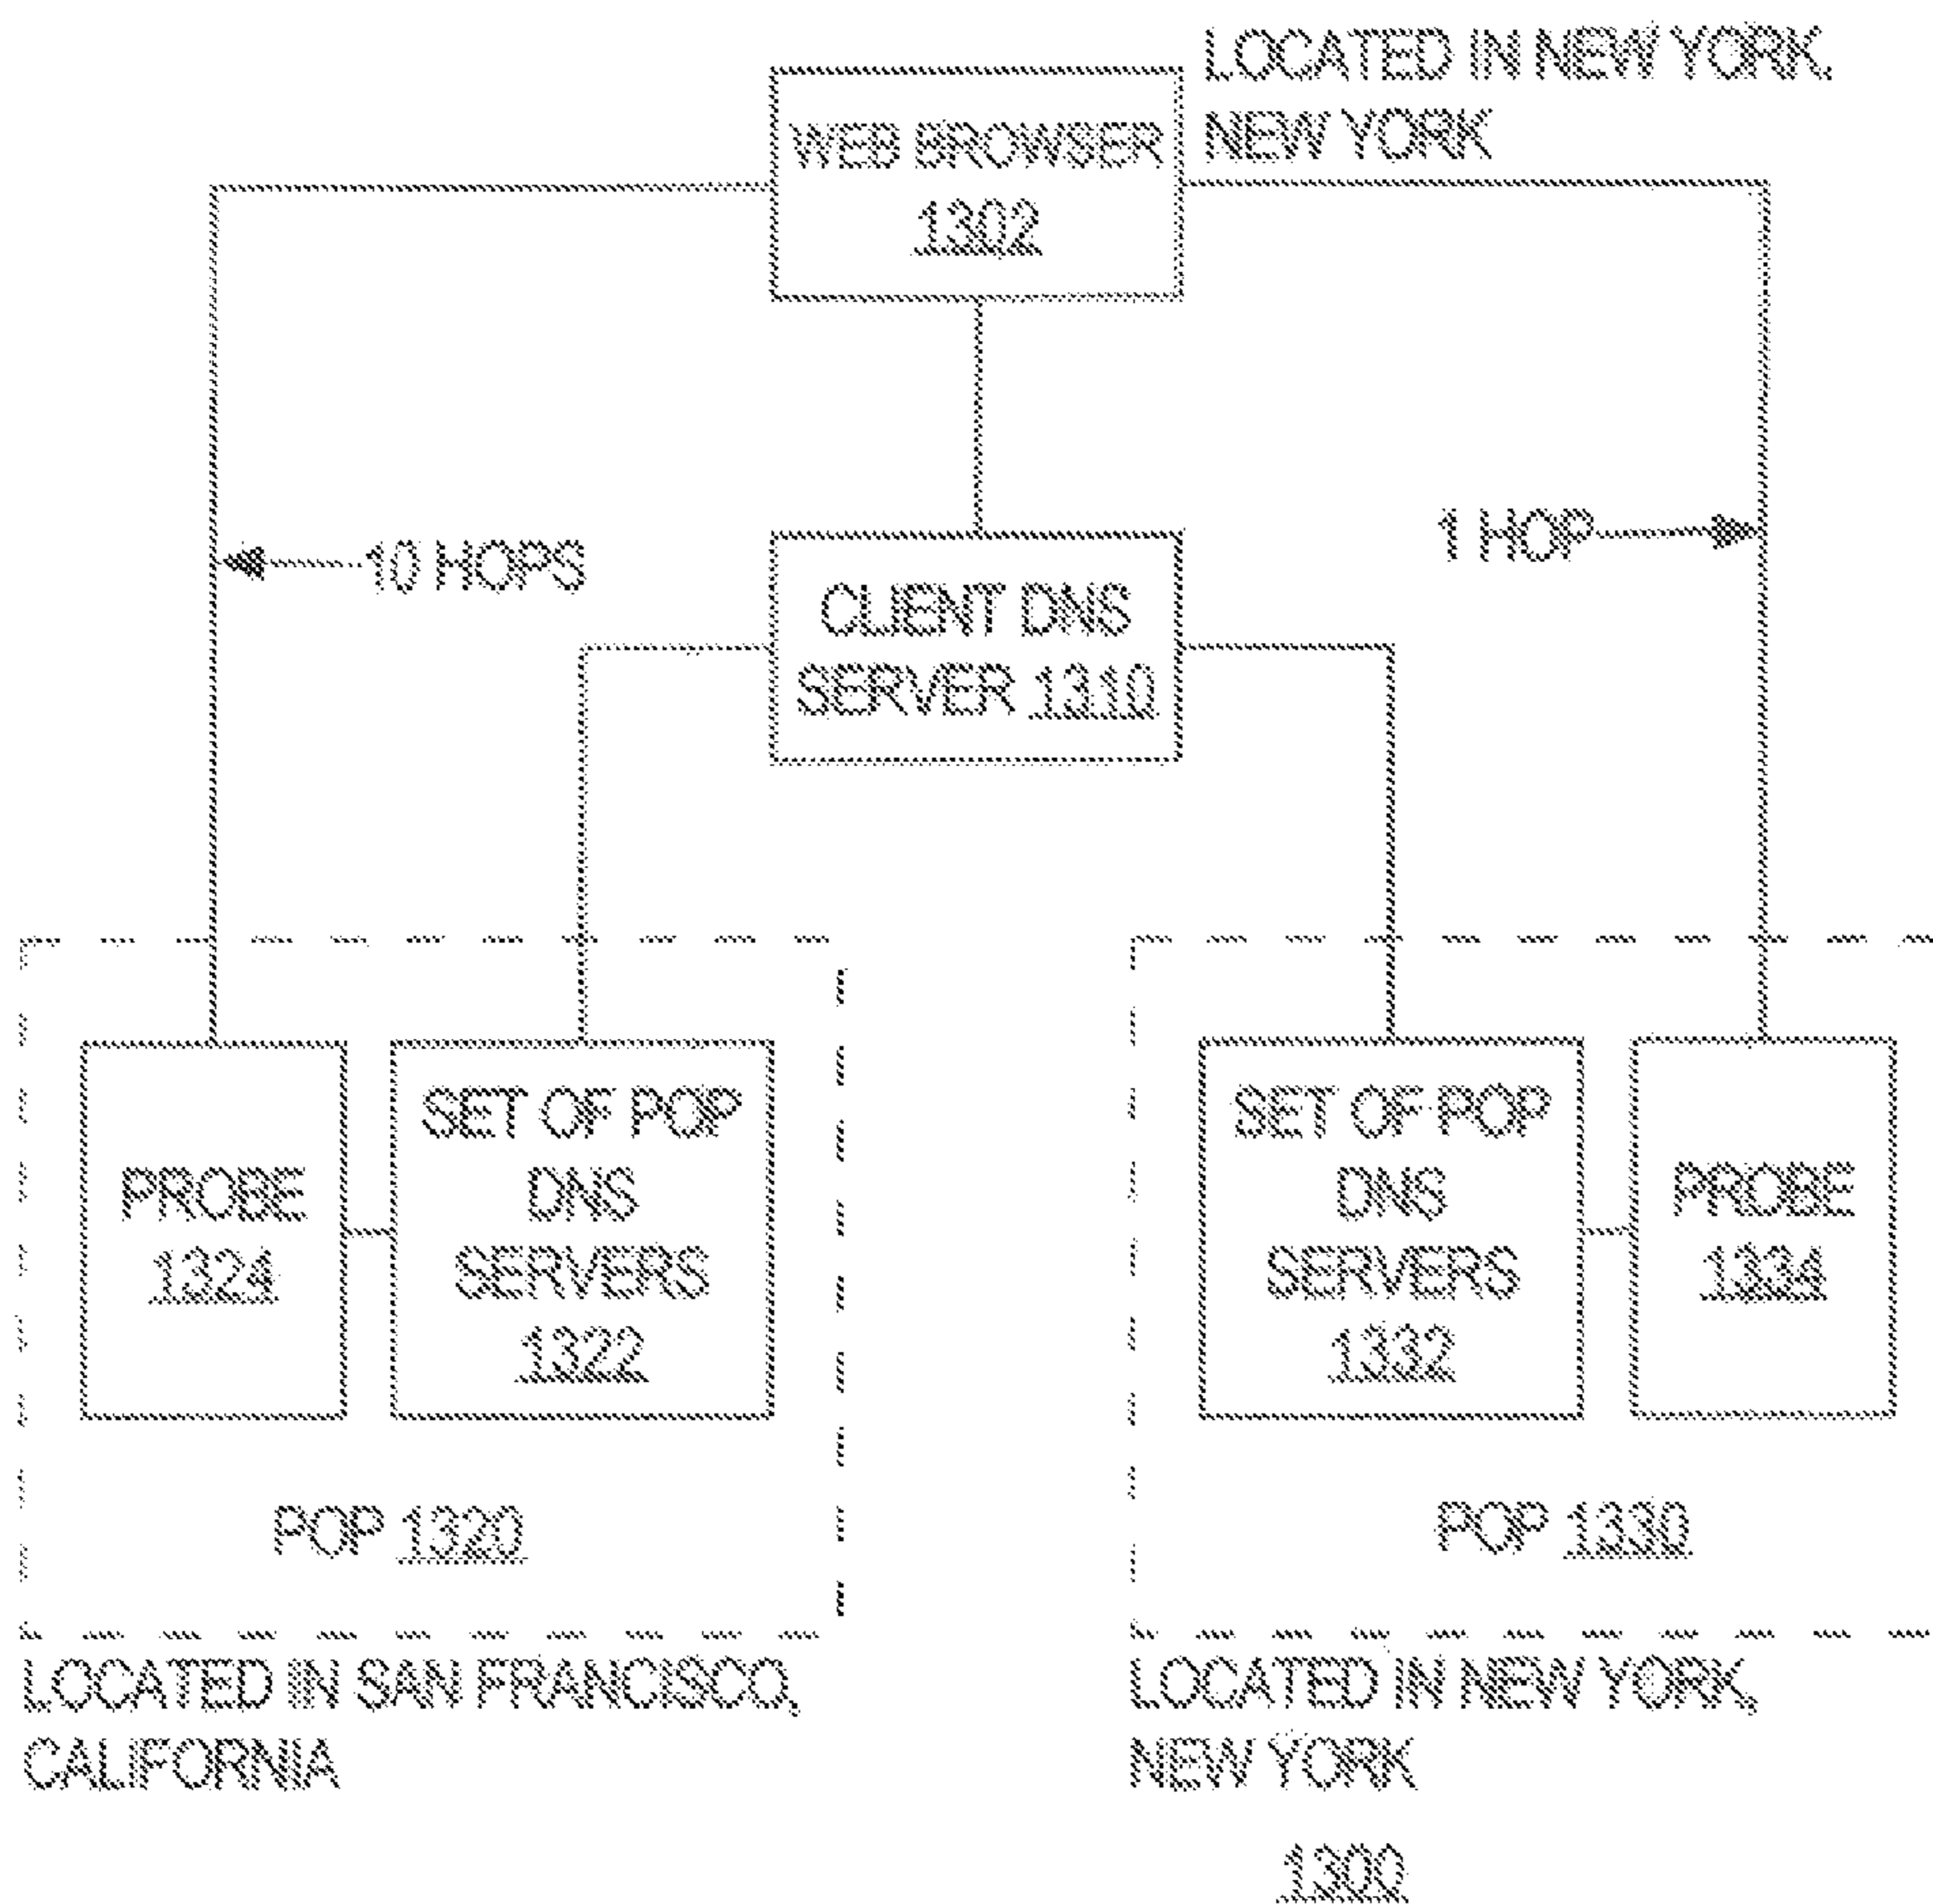 LOCATED IN NEW YORK,
NEW YORK
WEB BROWSER
1302
10 HOPS
1 HOP
CLIENT DNS
SERVER 1310
PROBE
1324
SET OF POP
DNS
SERVERS
1322
SET OF POP
DNS
SERVERS
1332
PROBE
1334
POP 1320
POP 1330
LOCATED IN SAN FRANCISCO,
CALIFORNIA
LOCATED IN NEW YORK,
NEW YORK
1300